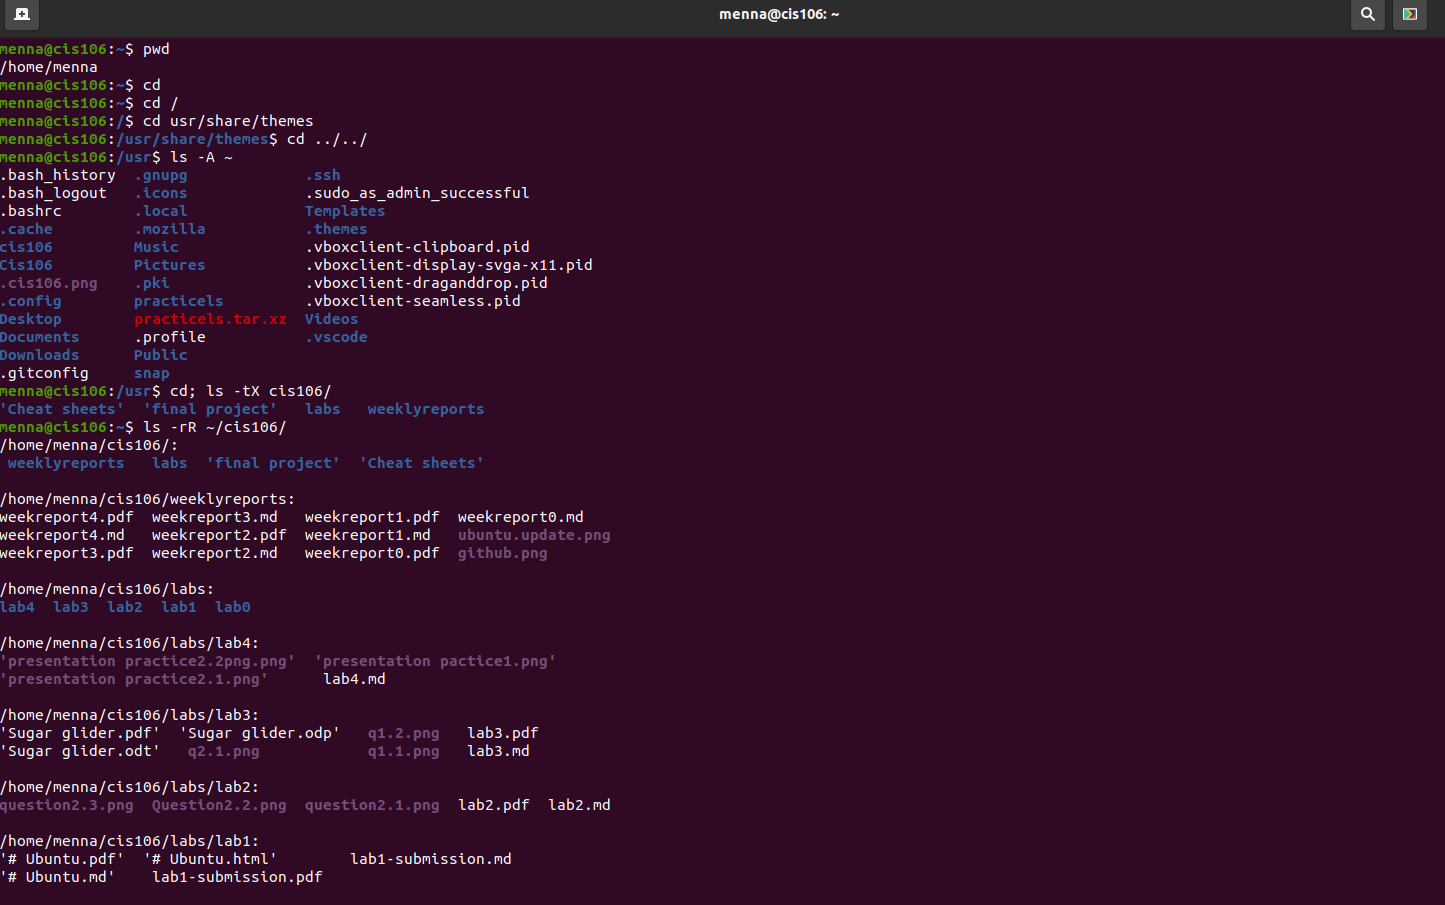 menna@cis106: ~
menna@cis106:~$ pwd
/home/menna
menna@cis106:~$ cd
menna@cis106:~$ cd /
menna@cis106:/$ cd usr/share/themes
menna@cis106:/usr/share/themes$ cd ../../
menna@cis106:/usr$ ls -A ~
.bash_history  .gnupg             .ssh
.bash_logout   .icons             .sudo_as_admin_successful
.bashrc        .local             Templates
.cache         .mozilla           .themes
cis106         Music              .vboxclient-clipboard.pid
Cis106         Pictures           .vboxclient-display-svga-x11.pid
.cis106.png    .pki               .vboxclient-draganddrop.pid
.config        practicels         .vboxclient-seamless.pid
Desktop        practicels.tar.xz  Videos
Documents      .profile           .vscode
Downloads      Public
.gitconfig     snap
menna@cis106:/usr$ cd; ls -tX cis106/
'Cheat sheets'  'final project'   labs   weeklyreports
menna@cis106:~$ ls -rR ~/cis106/
/home/menna/cis106/:
 weeklyreports   labs  'final project'  'Cheat sheets'

/home/menna/cis106/weeklyreports:
weekreport4.pdf  weekreport3.md   weekreport1.pdf  weekreport0.md
weekreport4.md   weekreport2.pdf  weekreport1.md   ubuntu.update.png
weekreport3.pdf  weekreport2.md   weekreport0.pdf  github.png

/home/menna/cis106/labs:
lab4  lab3  lab2  lab1  lab0

/home/menna/cis106/labs/lab4:
'presentation practice2.2png.png'  'presentation pactice1.png'
'presentation practice2.1.png'      lab4.md

/home/menna/cis106/labs/lab3:
'Sugar glider.pdf'  'Sugar glider.odp'   q1.2.png   lab3.pdf
'Sugar glider.odt'   q2.1.png            q1.1.png   lab3.md

/home/menna/cis106/labs/lab2:
question2.3.png  Question2.2.png  question2.1.png  lab2.pdf  lab2.md

/home/menna/cis106/labs/lab1:
'# Ubuntu.pdf'  '# Ubuntu.html'        lab1-submission.md
'# Ubuntu.md'    lab1-submission.pdf